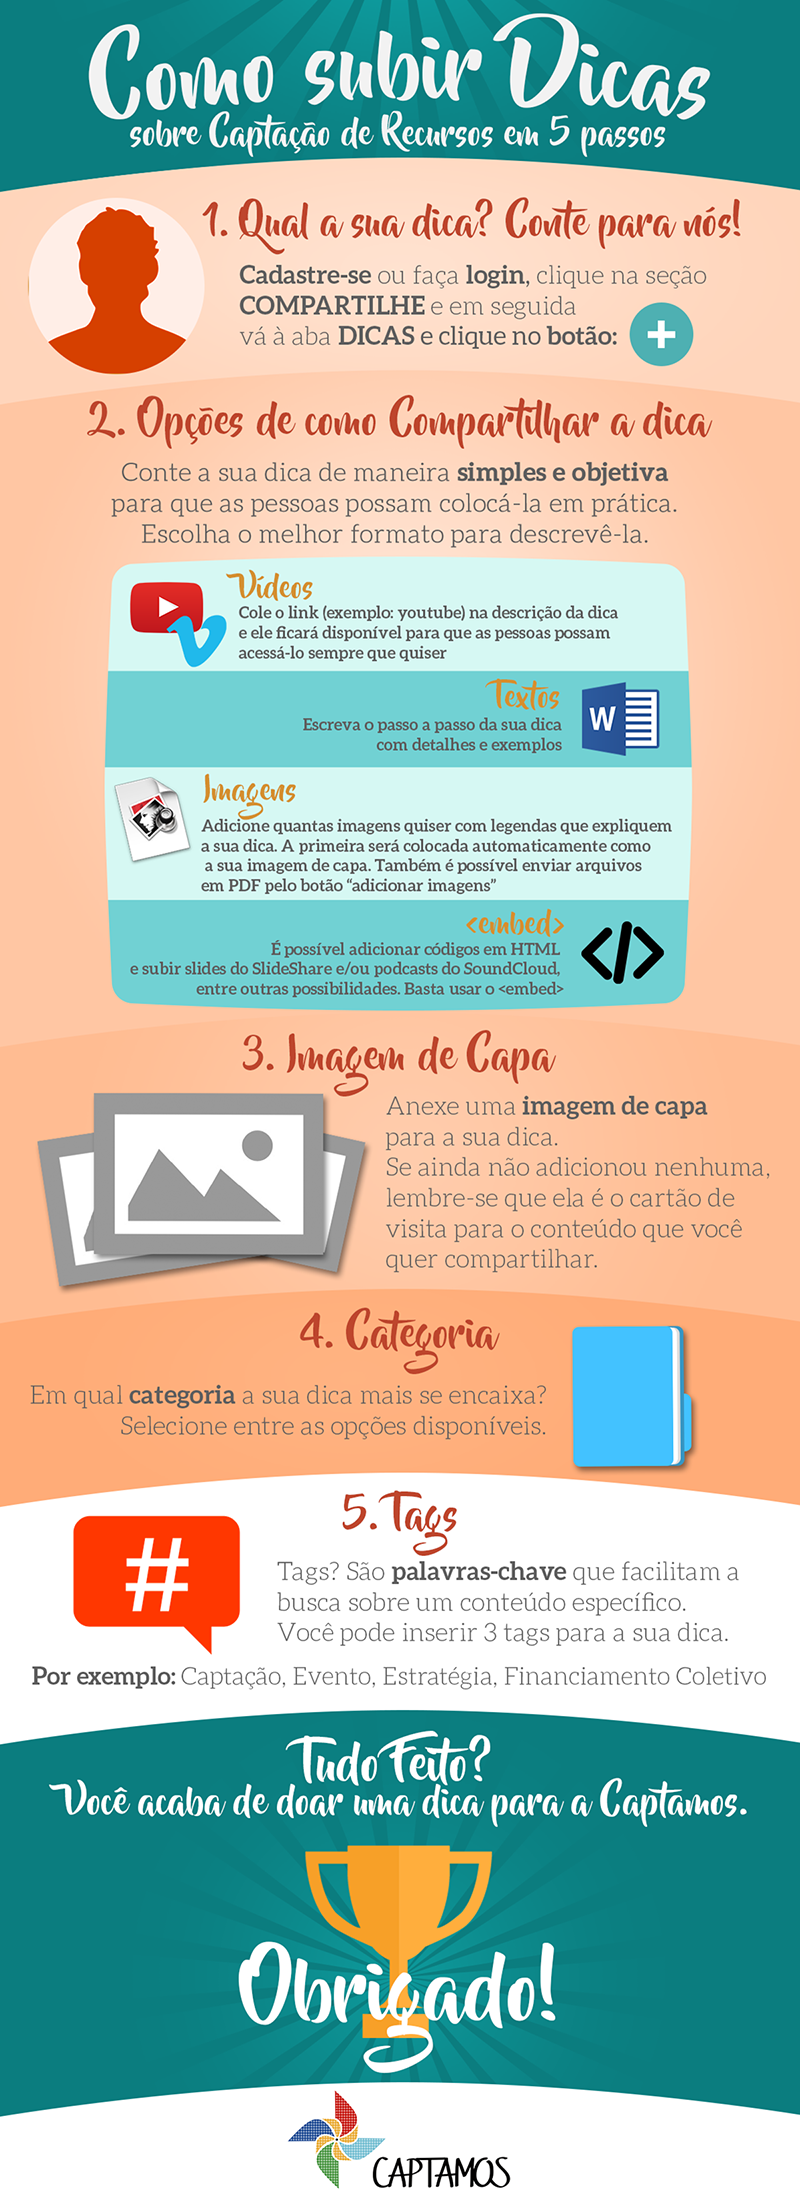 Como subir Dicas
sobre Captação de Recursos em 5 passos
1. Qual a sua dica? Conte para nós!
Cadastre-se ou faça login, clique na seção
COMPARTILHE e em seguida
vá à aba DICAS e clique no botão:
+
2. Opções de como Compartilhar a dica
Conte a sua dica de maneira simples e objetiva
para que as pessoas possam colocá-la em prática.
Escolha o melhor formato para descrevê-la.
Vídeos
Cole o link (exemplo: youtube) na descrição da dica
e ele ficará disponível para que as pessoas possam
acessá-lo sempre que quiser
Textos
Escreva o passo a passo da sua dica
com detalhes e exemplos
W
Imagens
Adicione quantas imagens quiser com legendas que expliquem
a sua dica. A primeira será colocada automaticamente como
a sua imagem de capa. Também é possível enviar arquivos
em PDF pelo botão “adicionar imagens”
<embed>
É possível adicionar códigos em HTML
e subir slides do SlideShare e/ou podcasts do SoundCloud,
entre outras possibilidades. Basta usar o <embed>
</>
3. Imagem de Capa
Anexe uma imagem de capa
para a sua dica.
Se ainda não adicionou nenhuma,
lembre-se que ela é o cartão de
visita para o conteúdo que você
quer compartilhar.
4. Categoria
Em qual categoria a sua dica mais se encaixa?
Selecione entre as opções disponíveis.
5. Tags
#
Tags? São palavras-chave que facilitam a
busca sobre um conteúdo específico.
Você pode inserir 3 tags para a sua dica.
Por exemplo: Captação, Evento, Estratégia, Financiamento Coletivo
Tudo Feito?
Você acaba de doar uma dica para a Captamos.
Obrigado!
CAPTAMOS